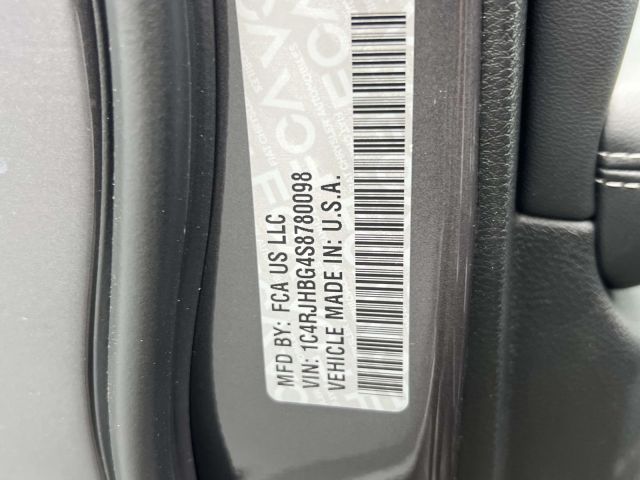 MFD BY: FCA US LLC
VIN: 1C4RJHBG4S8780098
VEHICLE MADE IN: U.S.A.